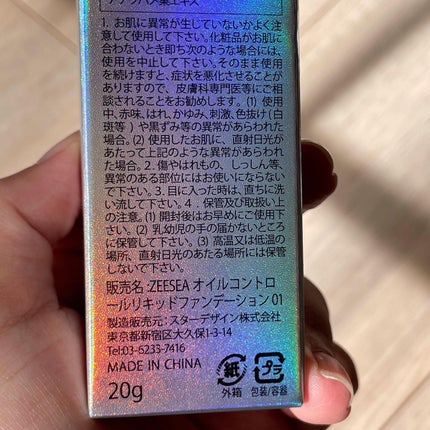 1. お肌に異常が生じていないかよく注
意して使用して下さい。化粧品がお肌に
合わないとき即ち次のような場合には、
使用を中止して下さい。そのまま使用
を続けますと、症状を悪化させることが
ありますので、皮膚科専門医等にご相
談されることをお勧めします。(1) 使用
中、赤味、はれ、かゆみ、刺激、色抜け(白
斑等)や黒ずみ等の異常があらわれた
場合。(2) 使用したお肌に、直射日光が
あたって上記のような異常があらわれ
た場合。2. 傷やはれもの、しっしん等、
異常のある部位にはお使いにならない
で下さい。3. 目に入った時は、直ちに洗
い流して下さい。4. 保管及び取扱い上
の注意。(1) 開封後はお早めにご使用下
さい。(2) 乳幼児の手の届かないところ
に保管して下さい。(3) 高温又は低温の
場所、直射日光のあたる場所には保管
しないで下さい。
販売名:ZEESEA オイルコントロ
ールリキッドファンデーション 01
製造販売元:スターデザイン株式会社
東京都新宿区大久保1-3-14
Tel:03-6233-7416
MADE IN CHINA
20g
紙
外箱
プラ
包装/容器